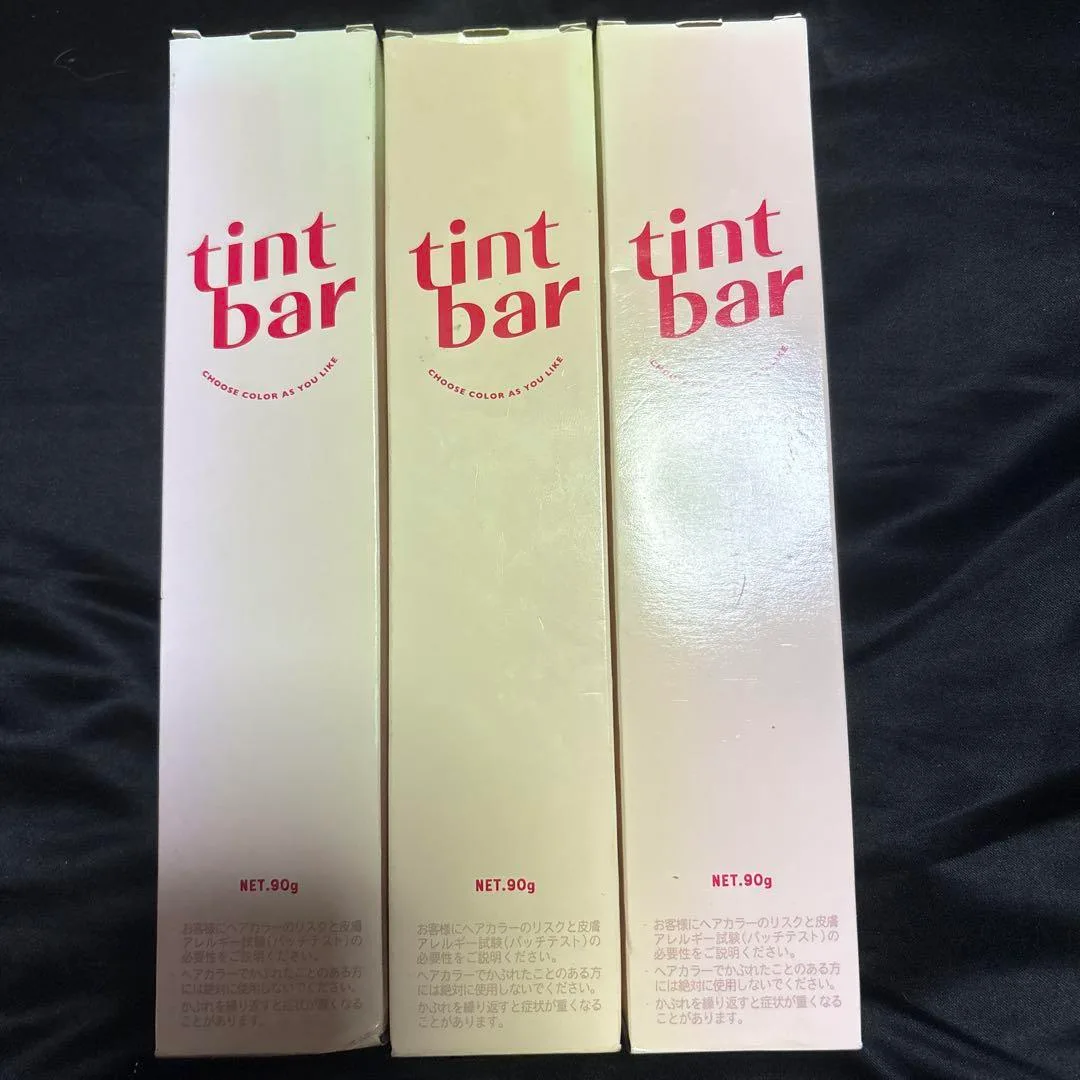 tint
bar
CHOOSE COLOR AS YOU LIKE
NET.90g
お客様にヘアカラーのリスクと皮膚
アレルギー試験(パッチテスト)の
必要性をご説明ください。
ヘアカラーでかぶれたことのある方
には絶対に使用しないでください。
かぶれを繰り返すと症状が重くなる
ことがあります。
tint
bar
CHOOSE COLOR AS YOU LIKE
NET.90g
お客様にヘアカラーのリスクと皮膚
アレルギー試験(パッチテスト)の
必要性をご説明ください。
ヘアカラーでかぶれたことのある方
には絶対に使用しないでください。
かぶれを繰り返すと症状が重くなる
ことがあります。
tint
bar
NET.90g
・お客様にヘアカラーのリスクと皮膚
アレルギー試験(パッチテスト)の
必要性をご説明ください。
・ヘアカラーでかぶれたことのある方
には絶対に使用しないでください。
・かぶれを繰り返すと症状が重くなる
ことがあります。